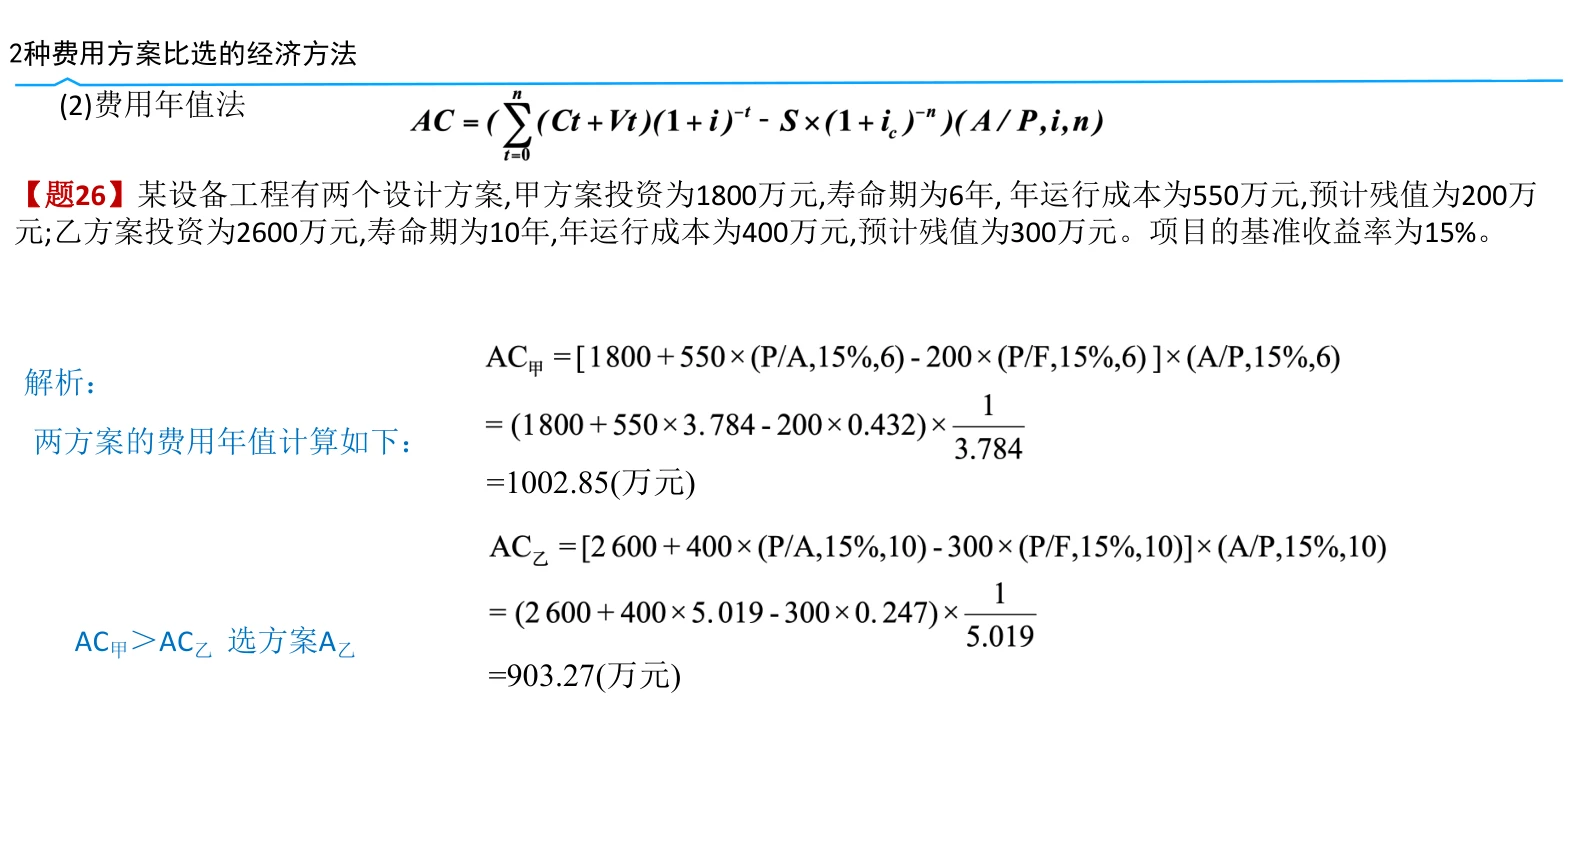 2种费用方案比选的经济方法
(2)费用年值法
AC = ( ∑_{t=0}^{n} (Ct + Vt)(1 + i)^{-t} - S × (1 + i_c)^{-n} )( A / P, i, n)
【题26】某设备工程有两个设计方案,甲方案投资为1800万元,寿命期为6年, 年运行成本为550万元,预计残值为200万
元;乙方案投资为2600万元,寿命期为10年,年运行成本为400万元,预计残值为300万元。项目的基准收益率为15%。
解析：
两方案的费用年值计算如下：
AC甲 =[1800 + 550 × (P/A,15%,6) - 200 × (P/F,15%,6) ] × (A/P,15%,6)
= (1800 + 550 × 3. 784 - 200 × 0.432) × 1/3.784
=1002.85(万元)
AC乙 =[2 600 + 400 × (P/A,15%,10) - 300 × (P/F,15%,10)] × (A/P,15%,10)
= (2 600 + 400 × 5. 019 - 300 × 0. 247) × 1/5.019
=903.27(万元)
AC甲＞AC乙 选方案A乙